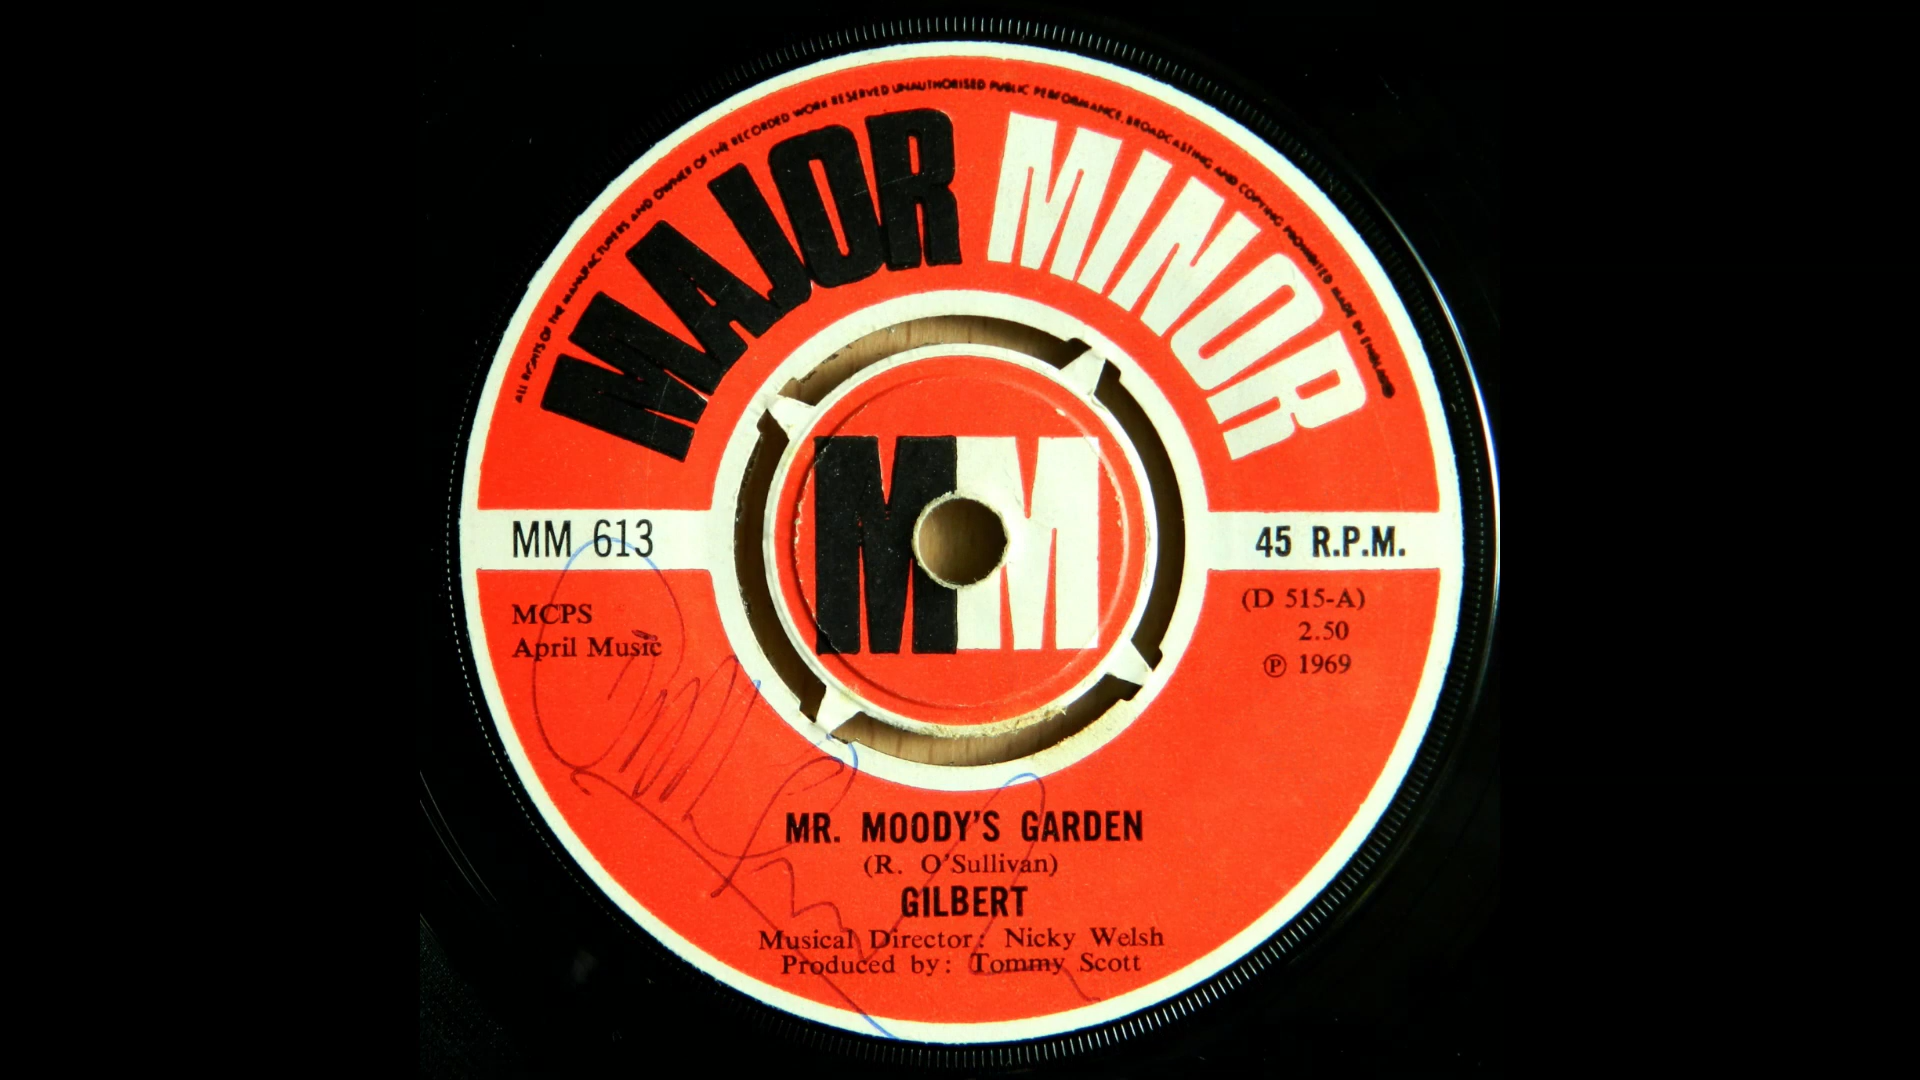 ALL RIGHTS OF THE MANUFACTURERS AND OWNER OF THE RECORDED WORK RESERVED UNAUTHORISED PUBLIC PERFORMANCE, BROADCASTING AND COPYING PROHIBITED MADE IN ENGLAND
MAJOR MINOR
MM
MM 613
45 R.P.M.
MCPS
April Music
(D 515-A)
2.50
℗ 1969
MR. MOODY'S GARDEN
(R. O'Sullivan)
GILBERT
Musical Director: Nicky Welsh
Produced by: Tommy Scott